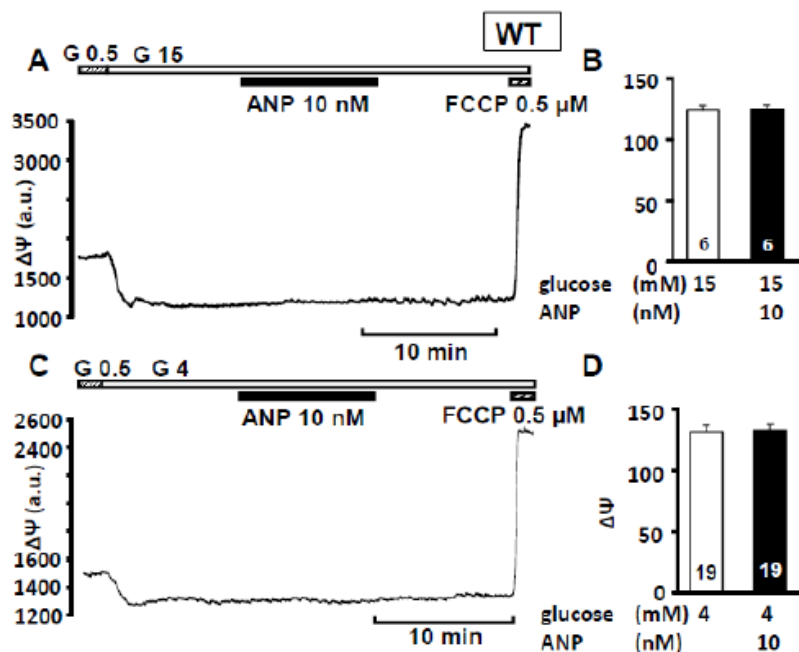 WT
A
G 0.5 G 15
B
ANP 10 nM
FCCP 0.5 µM
3500
3000
1500
1000
ΔΨ (a.u.)
10 min
150
100
50
0
6 6
glucose (mM) 15 15
ANP (nM) 10
C
G 0.5 G 4
D
ANP 10 nM
FCCP 0.5 µM
2600
2400
1600
1400
1200
ΔΨ (a.u.)
10 min
150
100
50
0
ΔΨ
19 19
glucose (mM) 4 4
ANP (nM) 10